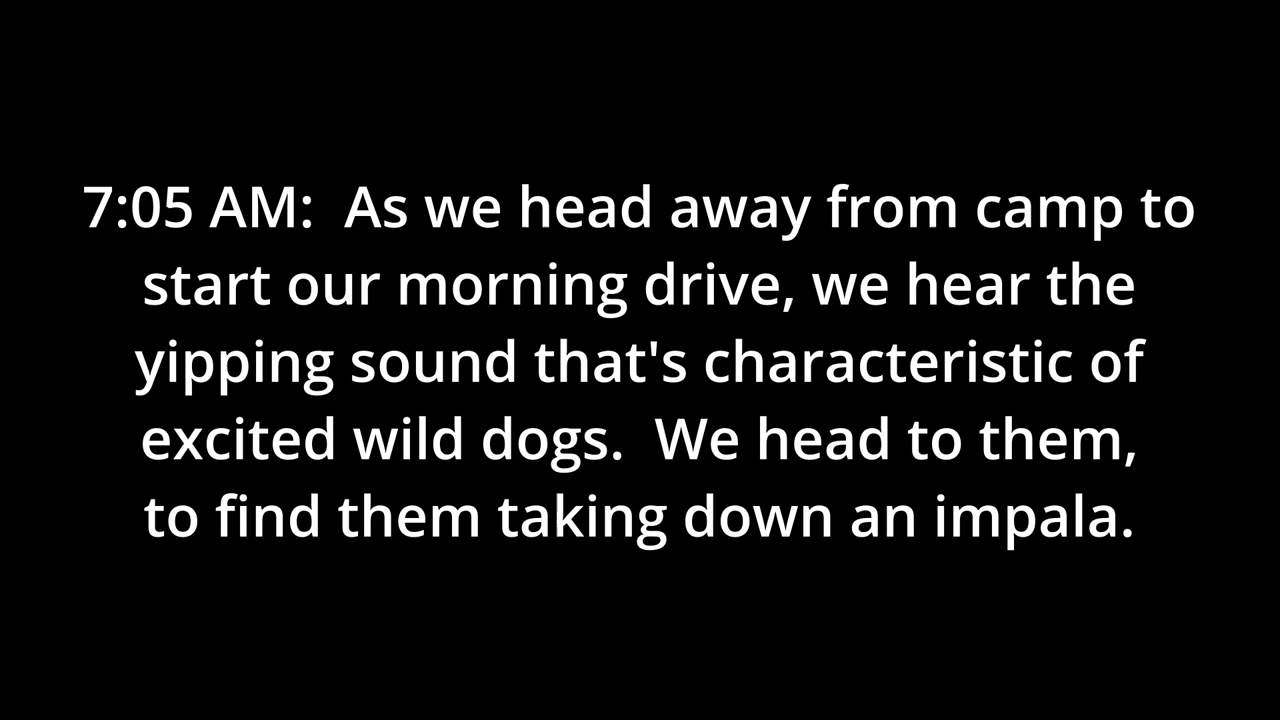 7:05 AM:  As we head away from camp to
start our morning drive, we hear the
yipping sound that's characteristic of
excited wild dogs.  We head to them,
to find them taking down an impala.